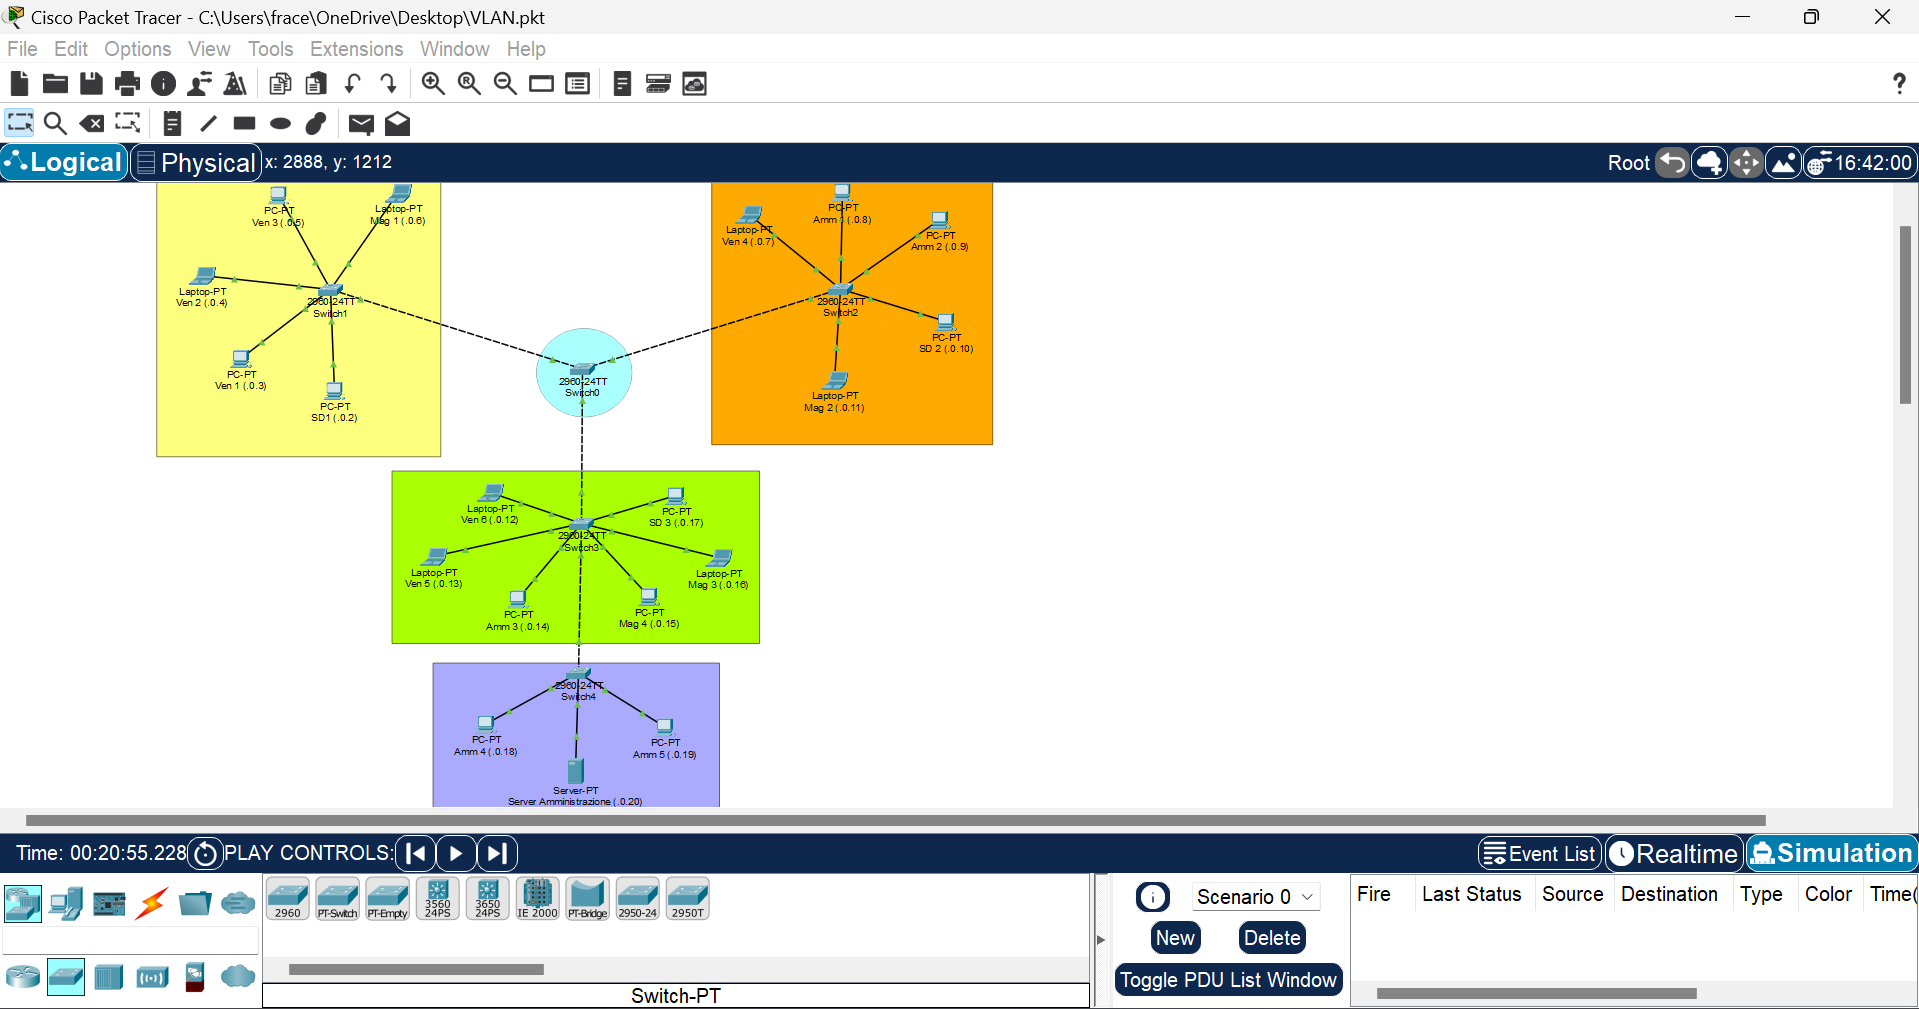 Cisco Packet Tracer - C:\Users\frace\OneDrive\Desktop\VLAN.pkt
File Edit Options View Tools Extensions Window Help
?
Logical Physical x: 2888, y: 1212 Root 16:42:00
PC-PT
Ven 3 (.0.5)
Laptop-PT
Mag 1 (.0.6)
Laptop-PT
Ven 2 (.0.4)
2960-24TT
Switch1
PC-PT
Ven 1 (.0.3)
PC-PT
SD1 (.0.2)
PC-PT
Amm 1 (.0.8)
Laptop-PT
Ven 4 (.0.7)
PC-PT
Amm 2 (.0.9)
2960-24TT
Switch2
PC-PT
SD 2 (.0.10)
Laptop-PT
Mag 2 (.0.11)
2960-24TT
Switch0
Laptop-PT
Ven 6 (.0.12)
PC-PT
SD 3 (.0.17)
2960-24TT
Switch3
Laptop-PT
Ven 5 (.0.13)
Laptop-PT
Mag 3 (.0.16)
PC-PT
Amm 3 (.0.14)
PC-PT
Mag 4 (.0.15)
2960-24TT
Switch4
PC-PT
Amm 4 (.0.18)
PC-PT
Amm 5 (.0.19)
Server-PT
Server Amministrazione (.0.20)
Time: 00:20:55.228 PLAY CONTROLS: Event List Realtime Simulation
2960 PT-Switch PT-Empty 3560 24PS 3650 24PS IE 2000 PT-Bridge 2950-24 2950T
Switch-PT
i Scenario 0
New Delete
Toggle PDU List Window
Fire Last Status Source Destination Type Color Time(